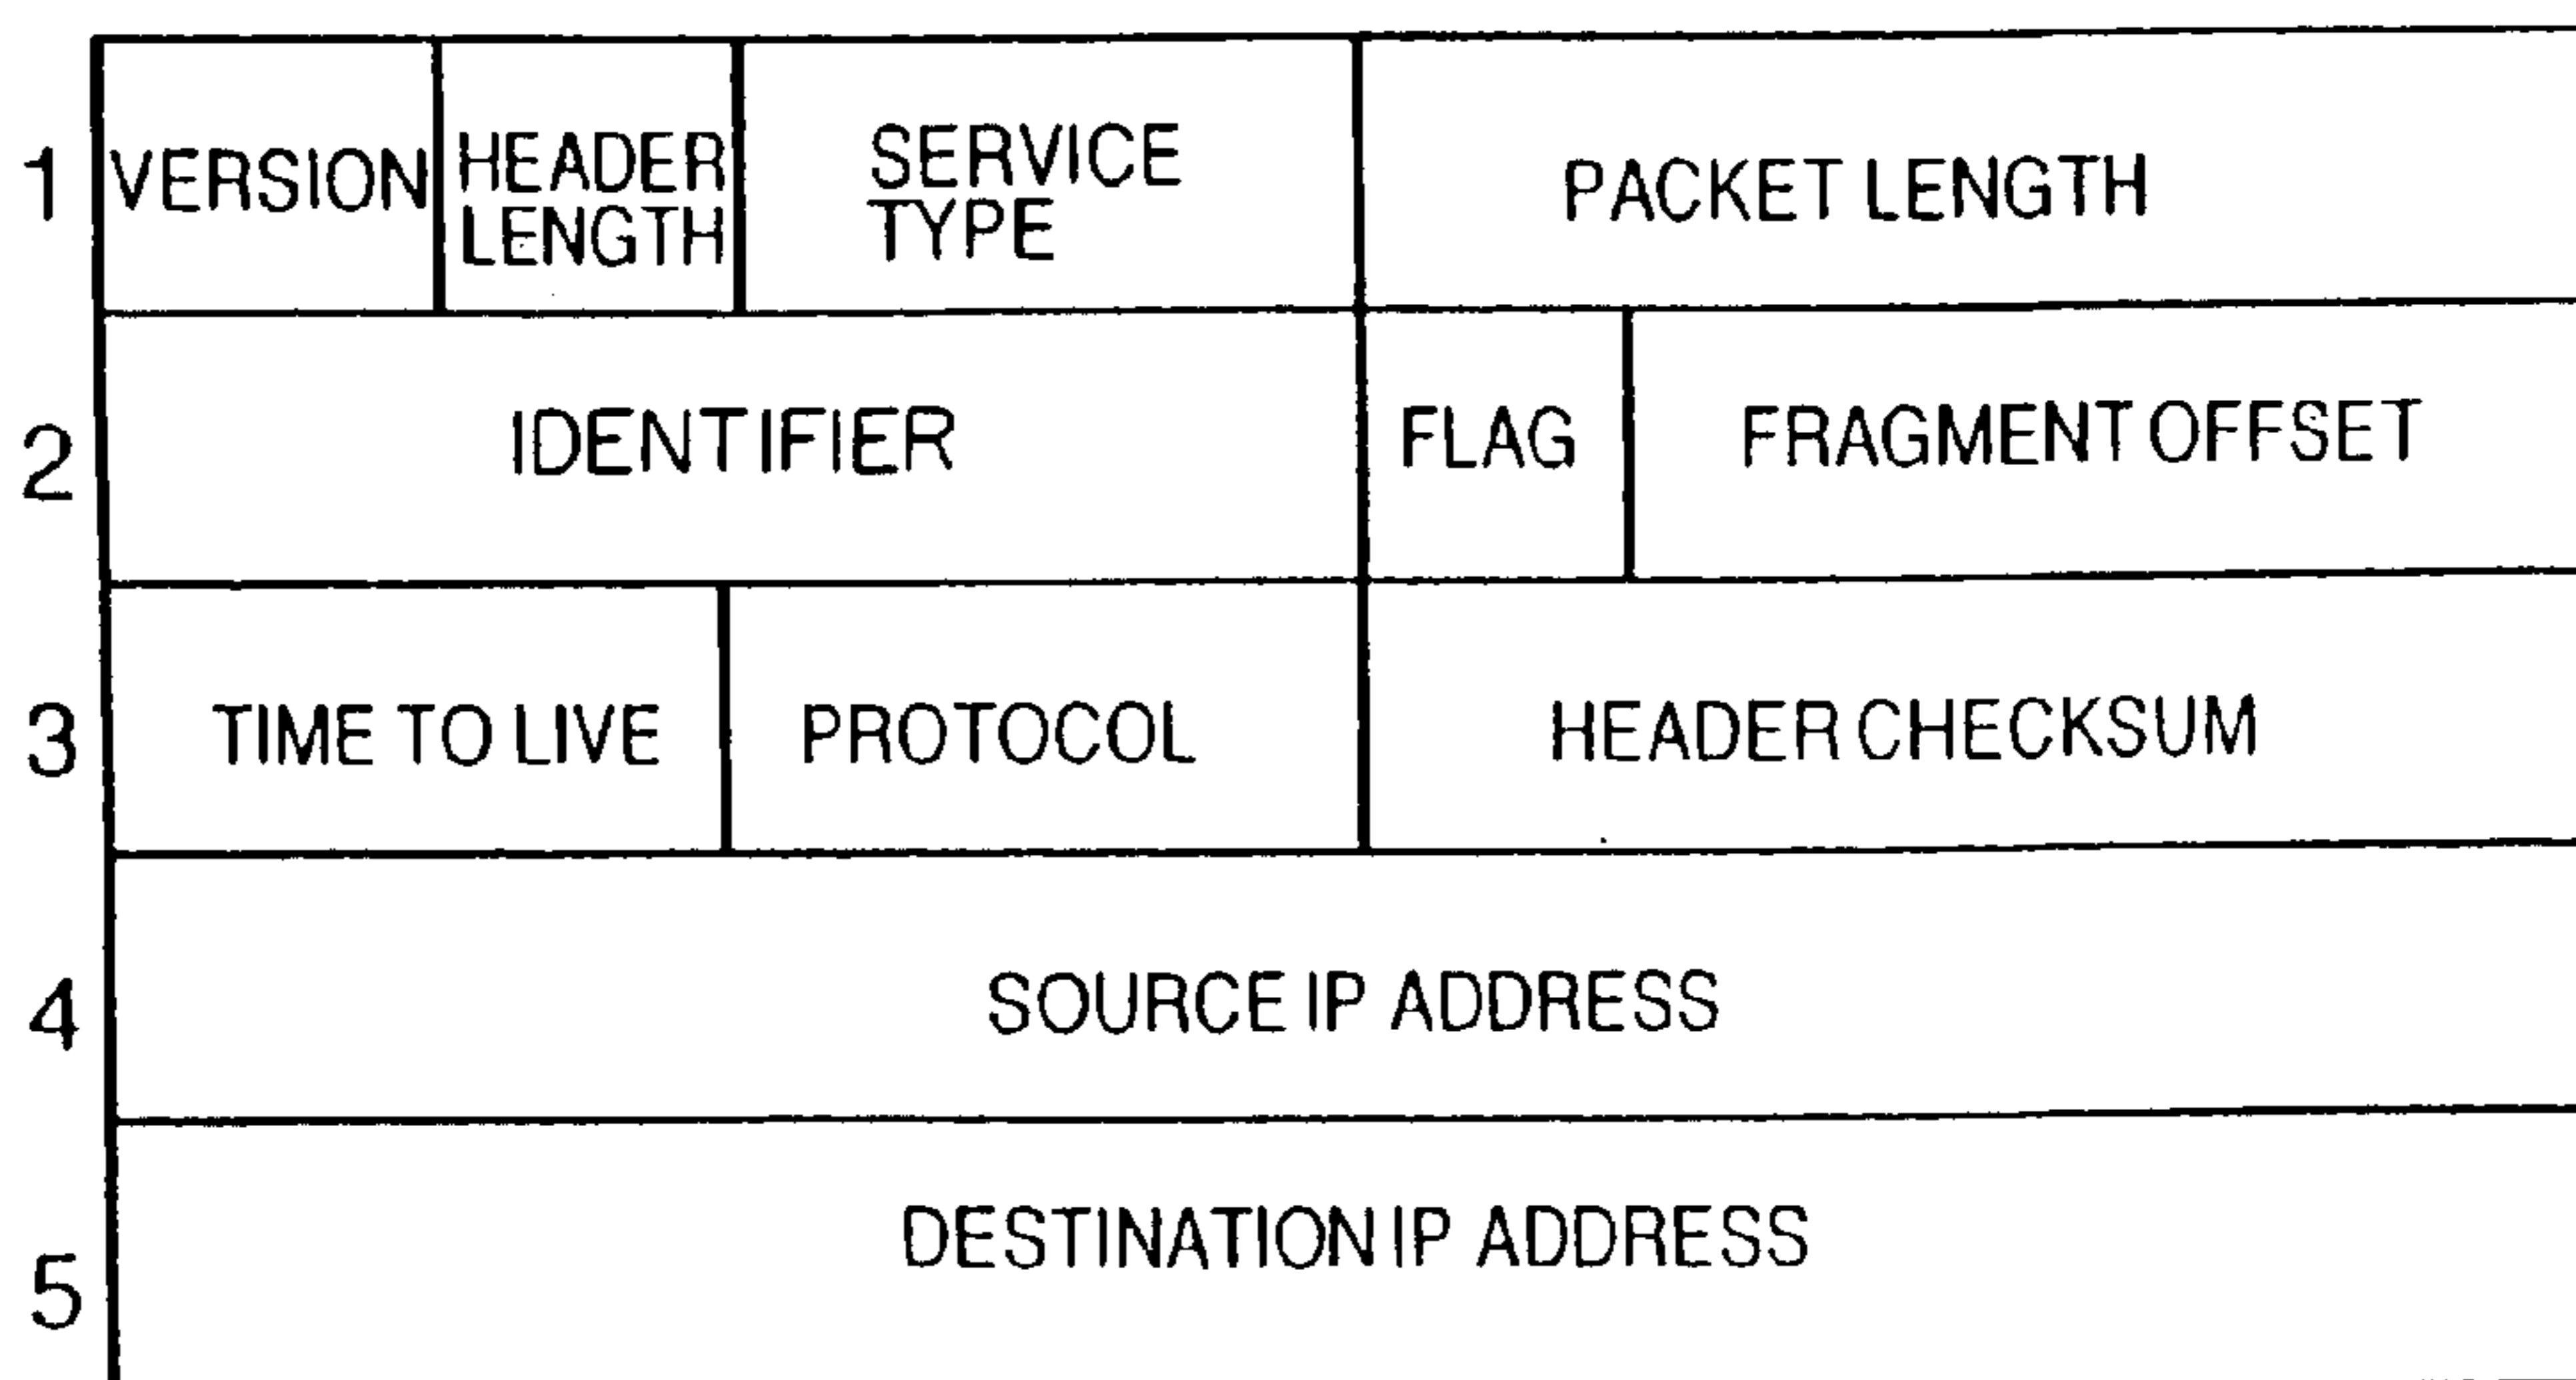 1 VERSION HEADER LENGTH SERVICE TYPE PACKET LENGTH
2 IDENTIFIER FLAG FRAGMENT OFFSET
3 TIME TO LIVE PROTOCOL HEADER CHECKSUM
4 SOURCE IP ADDRESS
5 DESTINATION IP ADDRESS